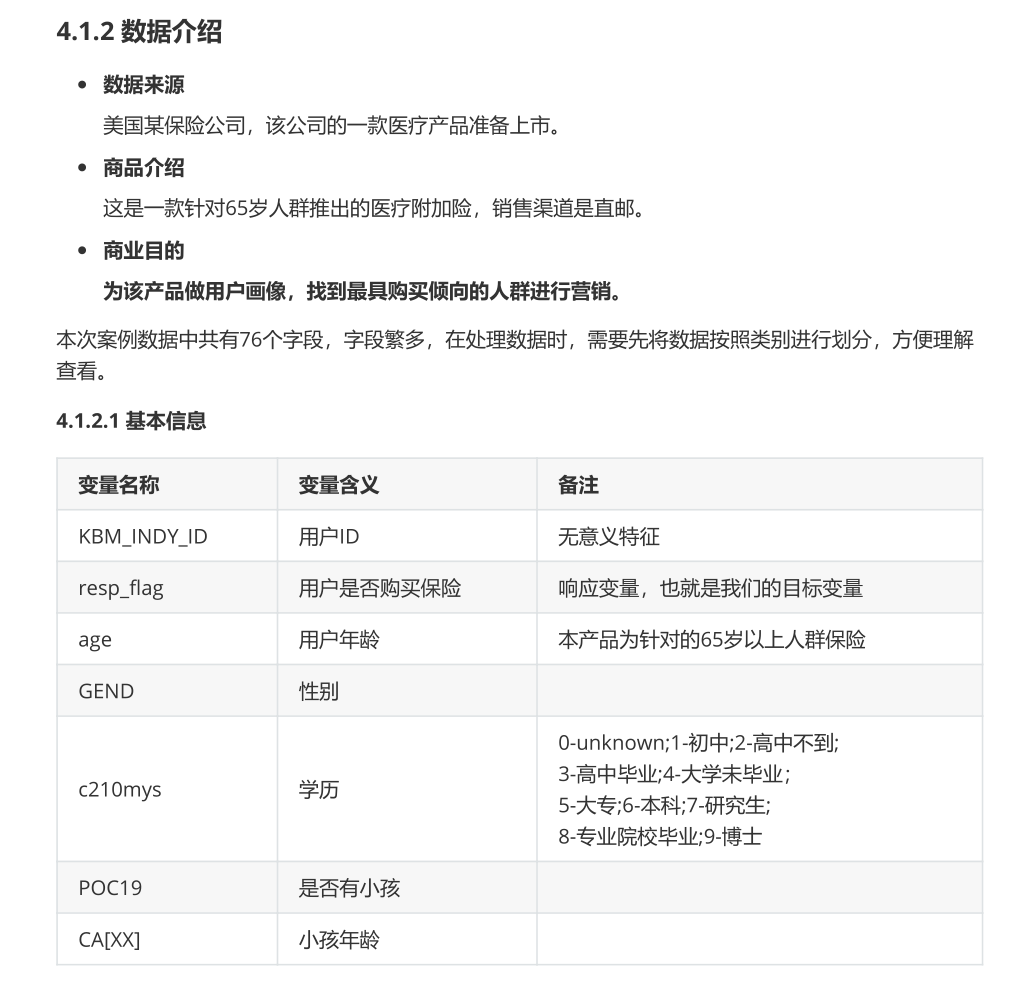 4.1.2 数据介绍
数据来源
美国某保险公司，该公司的一款医疗产品准备上市。
商品介绍
这是一款针对65岁人群推出的医疗附加险，销售渠道是直邮。
商业目的
为该产品做用户画像，找到最具购买倾向的人群进行营销。
本次案例数据中共有76个字段，字段繁多，在处理数据时，需要先将数据按照类别进行划分，方便理解
查看。
4.1.2.1 基本信息
变量名称 变量含义 备注
KBM_INDY_ID 用户ID 无意义特征
resp_flag 用户是否购买保险 响应变量，也就是我们的目标变量
age 用户年龄 本产品为针对的65岁以上人群保险
GEND 性别
c210mys 学历 0-unknown;1-初中;2-高中不到;
3-高中毕业;4-大学未毕业;
5-大专;6-本科;7-研究生;
8-专业院校毕业;9-博士
POC19 是否有小孩
CA[XX] 小孩年龄